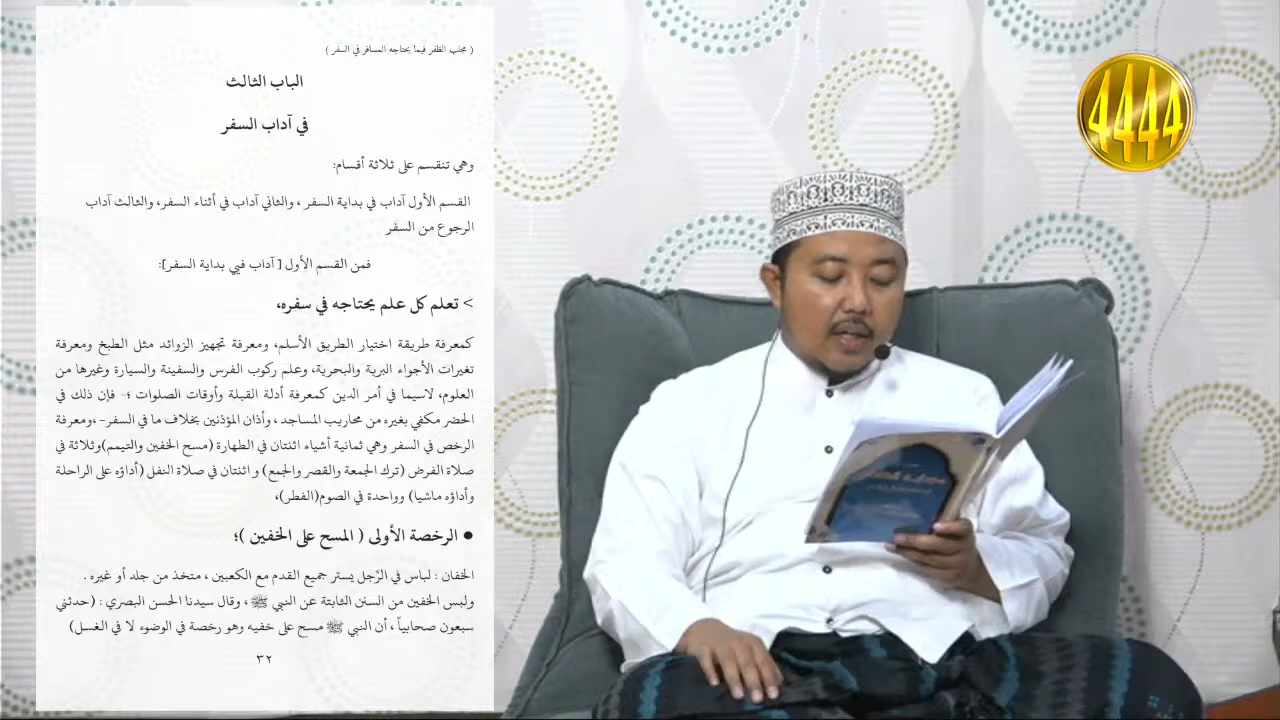 ( مجلب الظفر فيما يحتاجه المسافر في السفر )
الباب الثالث
في آداب السفر
وهي تنقسم على ثلاثة أقسام:
القسم الأول آداب في بداية السفر ، والثاني آداب في أثناء السفر، والثالث آداب
الرجوع من السفر
فمن القسم الأول [ آداب فيي بداية السفر]:
> تعلم كل علم يحتاجه في سفره،
كمعرفة طريقة اختيار الطريق الأسلم، ومعرفة تجهيز الزوائد مثل الطبخ ومعرفة
تغيرات الأجواء البرية والبحرية، وعلم ركوب الفرس والسفينة والسيارة وغيرها من
العلوم، لاسيما في أمر الدين كمعرفة أدلة القبلة وأوقات الصلوات ؟- فإن ذلك في
الحضر مكفي بغيره من محاريب المساجد ، وأذان المؤذنين بخلاف ما في السفر-،ومعرفة
الرخص في السفر وهي ثمانية أشياء اثنتان في الطهارة (مسح الخفين والتيمم)وثلاثة في
صلاة الفرض (ترك الجمعة والقصر والجمع) و اثنتان في صلاة النفل (أداؤه على الراحلة
وأداؤه ماشيا) وواحدة في الصوم(الفطر)،
● الرخصة الأولى ( المسح على الخفين )؛
الخفان : لباس في الرِّجل يستر جميع القدم مع الكعبين ، متخذ من جلد أو غيره .
ولبس الخفين من السنن الثابتة عن النبي ﷺ ، وقال سيدنا الحسن البصري : (حدثني
سبعون صحابياً ، أن النبي ﷺ مسح على خفيه وهو رخصة في الوضوء لا في الغسل)
٣٢
4444